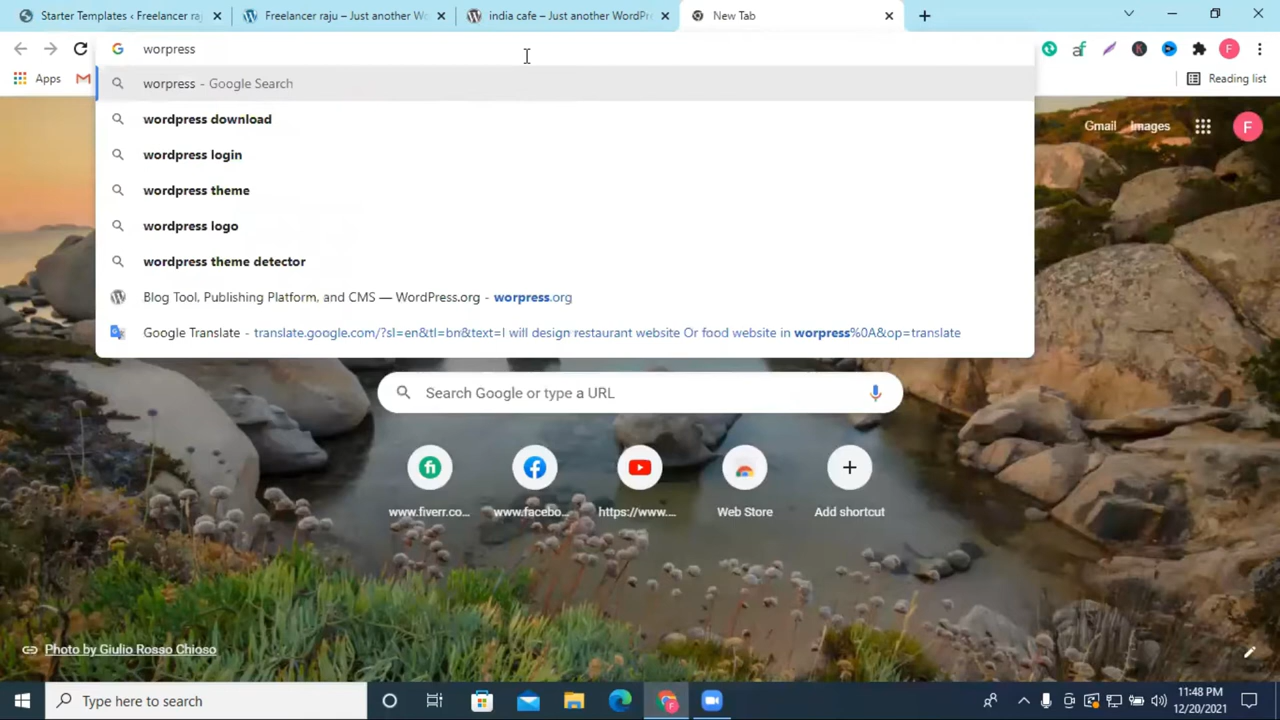 Starter Templates ‹ Freelancer raj
Freelancer raju – Just another W
india cafe – Just another WordPre
New Tab
worpress
Apps
Reading list
worpress - Google Search
wordpress download
wordpress login
wordpress theme
wordpress logo
wordpress theme detector
Blog Tool, Publishing Platform, and CMS — WordPress.org - worpress.org
Google Translate - translate.google.com/?sl=en&tl=bn&text=I will design restaurant website Or food website in worpress%0A&op=translate
Gmail Images F
Search Google or type a URL
www.fiverr.co...
www.facebo...
https://www....
Web Store
Add shortcut
Photo by Giulio Rosso Chioso
Type here to search
11:48 PM
12/20/2021